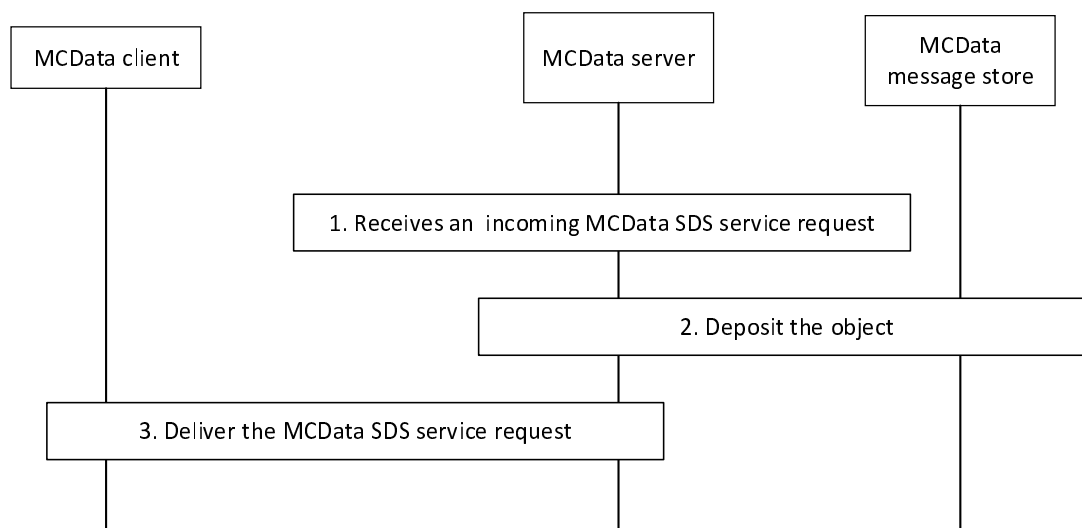 MCData client
MCData server
MCData
message store
1. Receives an incoming MCData SDS service request
2. Deposit the object
3. Deliver the MCData SDS service request